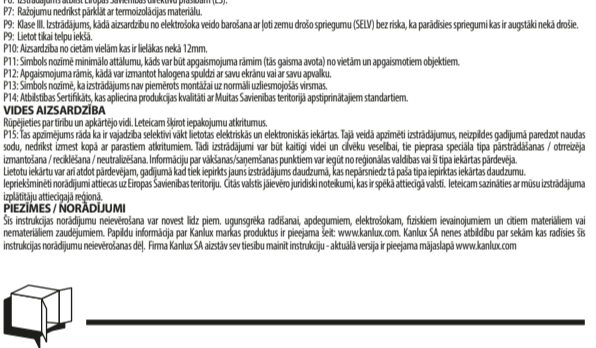 P7: Ražojumu nedrīkst pārklāt ar termoizolācijas materiālu.
P9: Klase III. Izstrādājums, kādā aizsardzību no elektrošoka veido barošana ar ļoti zemu drošo spriegumu (SELV) bez riska, ka parādīsies spriegumi kas ir augstāki nekā drošie.
P9: Lietot tikai telpu iekšā.
P10: Aizsardzība no cietām vielām kas ir lielākas nekā 12mm.
P11: Simbols nozīmē minimālo attālumu, kāds var būt apgaismojuma rāmim (tās gaisma avota) no vietām un apgaismotiem objektiem.
P12: Apgaismojuma rāmis, kādā var izmantot halogena spuldzi ar savu ekrānu vai ar savu apvalku.
P13: Simbols nozīmē, ka izstrādājums nav piemērots montāžai uz normāli uzliesmojošās virsmas.
P14: Atbilstības Sertifikāts, kas apliecina produkcijas kvalitāti ar Muitas Savienības teritorijā apstiprinātajiem standartiem.
VIDES AIZSARDZĪBA
Rūpējieties par tīrību un apkārtējo vidi. Leteicam šķirot iepakojumu atkritumus.
P15: Tas apzīmējums rāda ka ir vajadzība selektīvi vākt lietotas elektriskās un elektroniskās iekārtas. Tajā veidā apzīmēti izstrādājumus, neizpildes gadījumā paredzot naudas
sodu, nedrīkst izmest kopā ar parastiem atkritumiem. Tādi izstrādājumi var būt kaitīgi videi un cilvēku veselībai, tie pieprasa speciāla tipa pārstrādāšanas / otrreizēja
izmantošana / reciklēšana / neutralizēšana. Informāciju par vākšanas/saņemšanas punktiem var iegūt no reģionālas valdības vai šī tipa iekārtas pārdevēja.
Lietotu iekārtu var arī atdot pārdevējam, gadījumā kad tiek iepirkts jauns izstrādājums daudzumā, kas nepārsniedz tā paša tipa iepirktas iekārtas daudzumu.
Iepriekšminēti norādījumi attiecas uz Eiropas Savienības teritoriju. Citās valstīs jāievēro juridiski noteikumi, kas ir spēkā attiecīgā valstī. Ieteicam sazināties ar mūsu izstrādājuma
izplātītāju attiecīgajā reģionā.
PIEZĪMES / NORĀDĪJUMI
Šīs instrukcijas norādījumu neievērošana var novest līdz piem. ugunsgrēka radīšanai, apdegumiem, elektrošokam, fiziskiem ievainojumiem un citiem materiāliem vai
nemateriāliem zaudējumiem. Papildu informācija par Kanlux markas produktus ir pieejama šeit: www.kanlux.com. Kanlux SA nenes atbildību par sekām kas radīsies šīs
instrukcijas norādījumu neievērošanas dēļ. Firma Kanlux SA aizstāv sev tiesību mainīt instrukciju - aktuālā versija ir pieejama mājaslapā www.kanlux.com